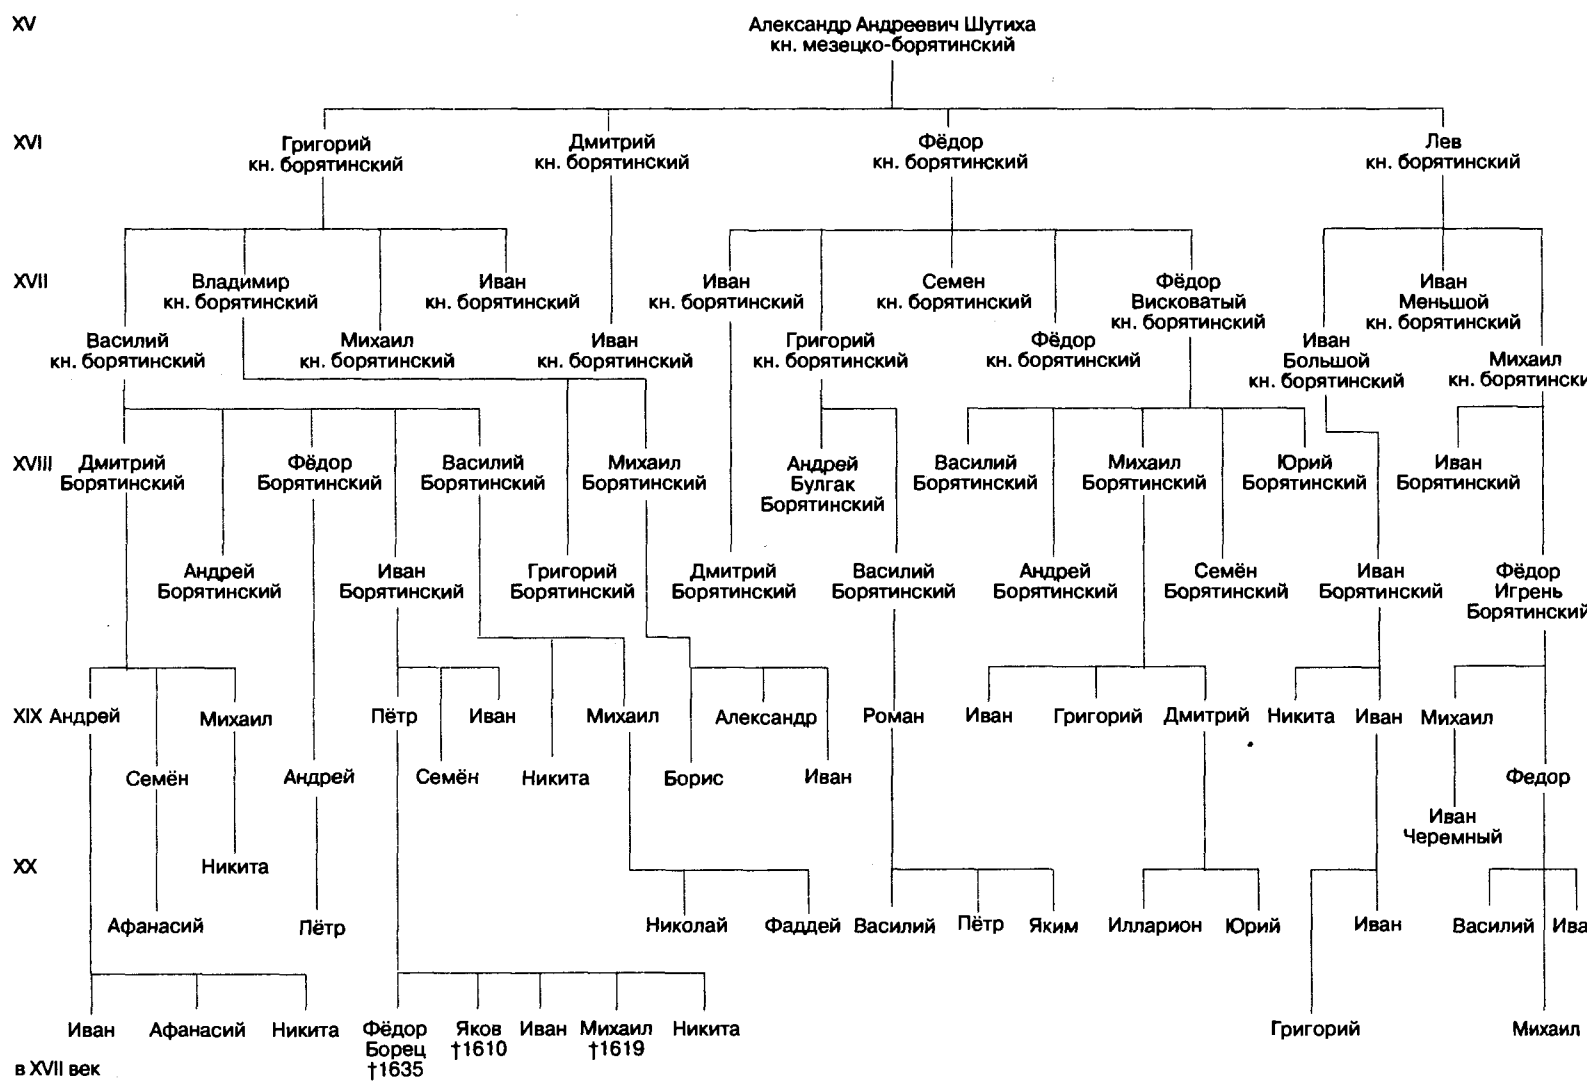 XV
Александр Андреевич Шутиха
кн. мезецко-борятинский
XVI
Григорий
кн. борятинский
Дмитрий
кн. борятинский
Фёдор
кн. борятинский
Лев
кн. борятинский
XVII
Владимир
кн. борятинский
Иван
кн. борятинский
Иван
кн. борятинский
Семен
кн. борятинский
Фёдор
Висковатый
кн. борятинский
Иван
Меньшой
кн. борятинский
Василий
кн. борятинский
Михаил
кн. борятинский
Иван
кн. борятинский
Григорий
кн. борятинский
Фёдор
кн. борятинский
Иван
Большой
кн. борятинский
Михаил
кн. борятински
XVIII
Дмитрий
Борятинский
Фёдор
Борятинский
Василий
Борятинский
Михаил
Борятинский
Андрей
Булгак
Борятинский
Василий
Борятинский
Михаил
Борятинский
Юрий
Борятинский
Иван
Борятинский
Андрей
Борятинский
Иван
Борятинский
Григорий
Борятинский
Дмитрий
Борятинский
Василий
Борятинский
Андрей
Борятинский
Семён
Борятинский
Иван
Борятинский
Фёдор
Игрень
Борятинский
XIX
Андрей
Михаил
Пётр
Иван
Михаил
Александр
Роман
Иван
Григорий
Дмитрий
Никита
Иван
Михаил
Семён
Андрей
Семён
Никита
Борис
Иван
Федор
Иван
Черемный
XX
Никита
Афанасий
Пётр
Николай
Фаддей
Василий
Пётр
Яким
Илларион
Юрий
Иван
Василий
Ива
Иван
Афанасий
Никита
Фёдор
Борец
†1635
Яков
†1610
Иван
Михаил
†1619
Никита
Григорий
Михаил
в XVII век